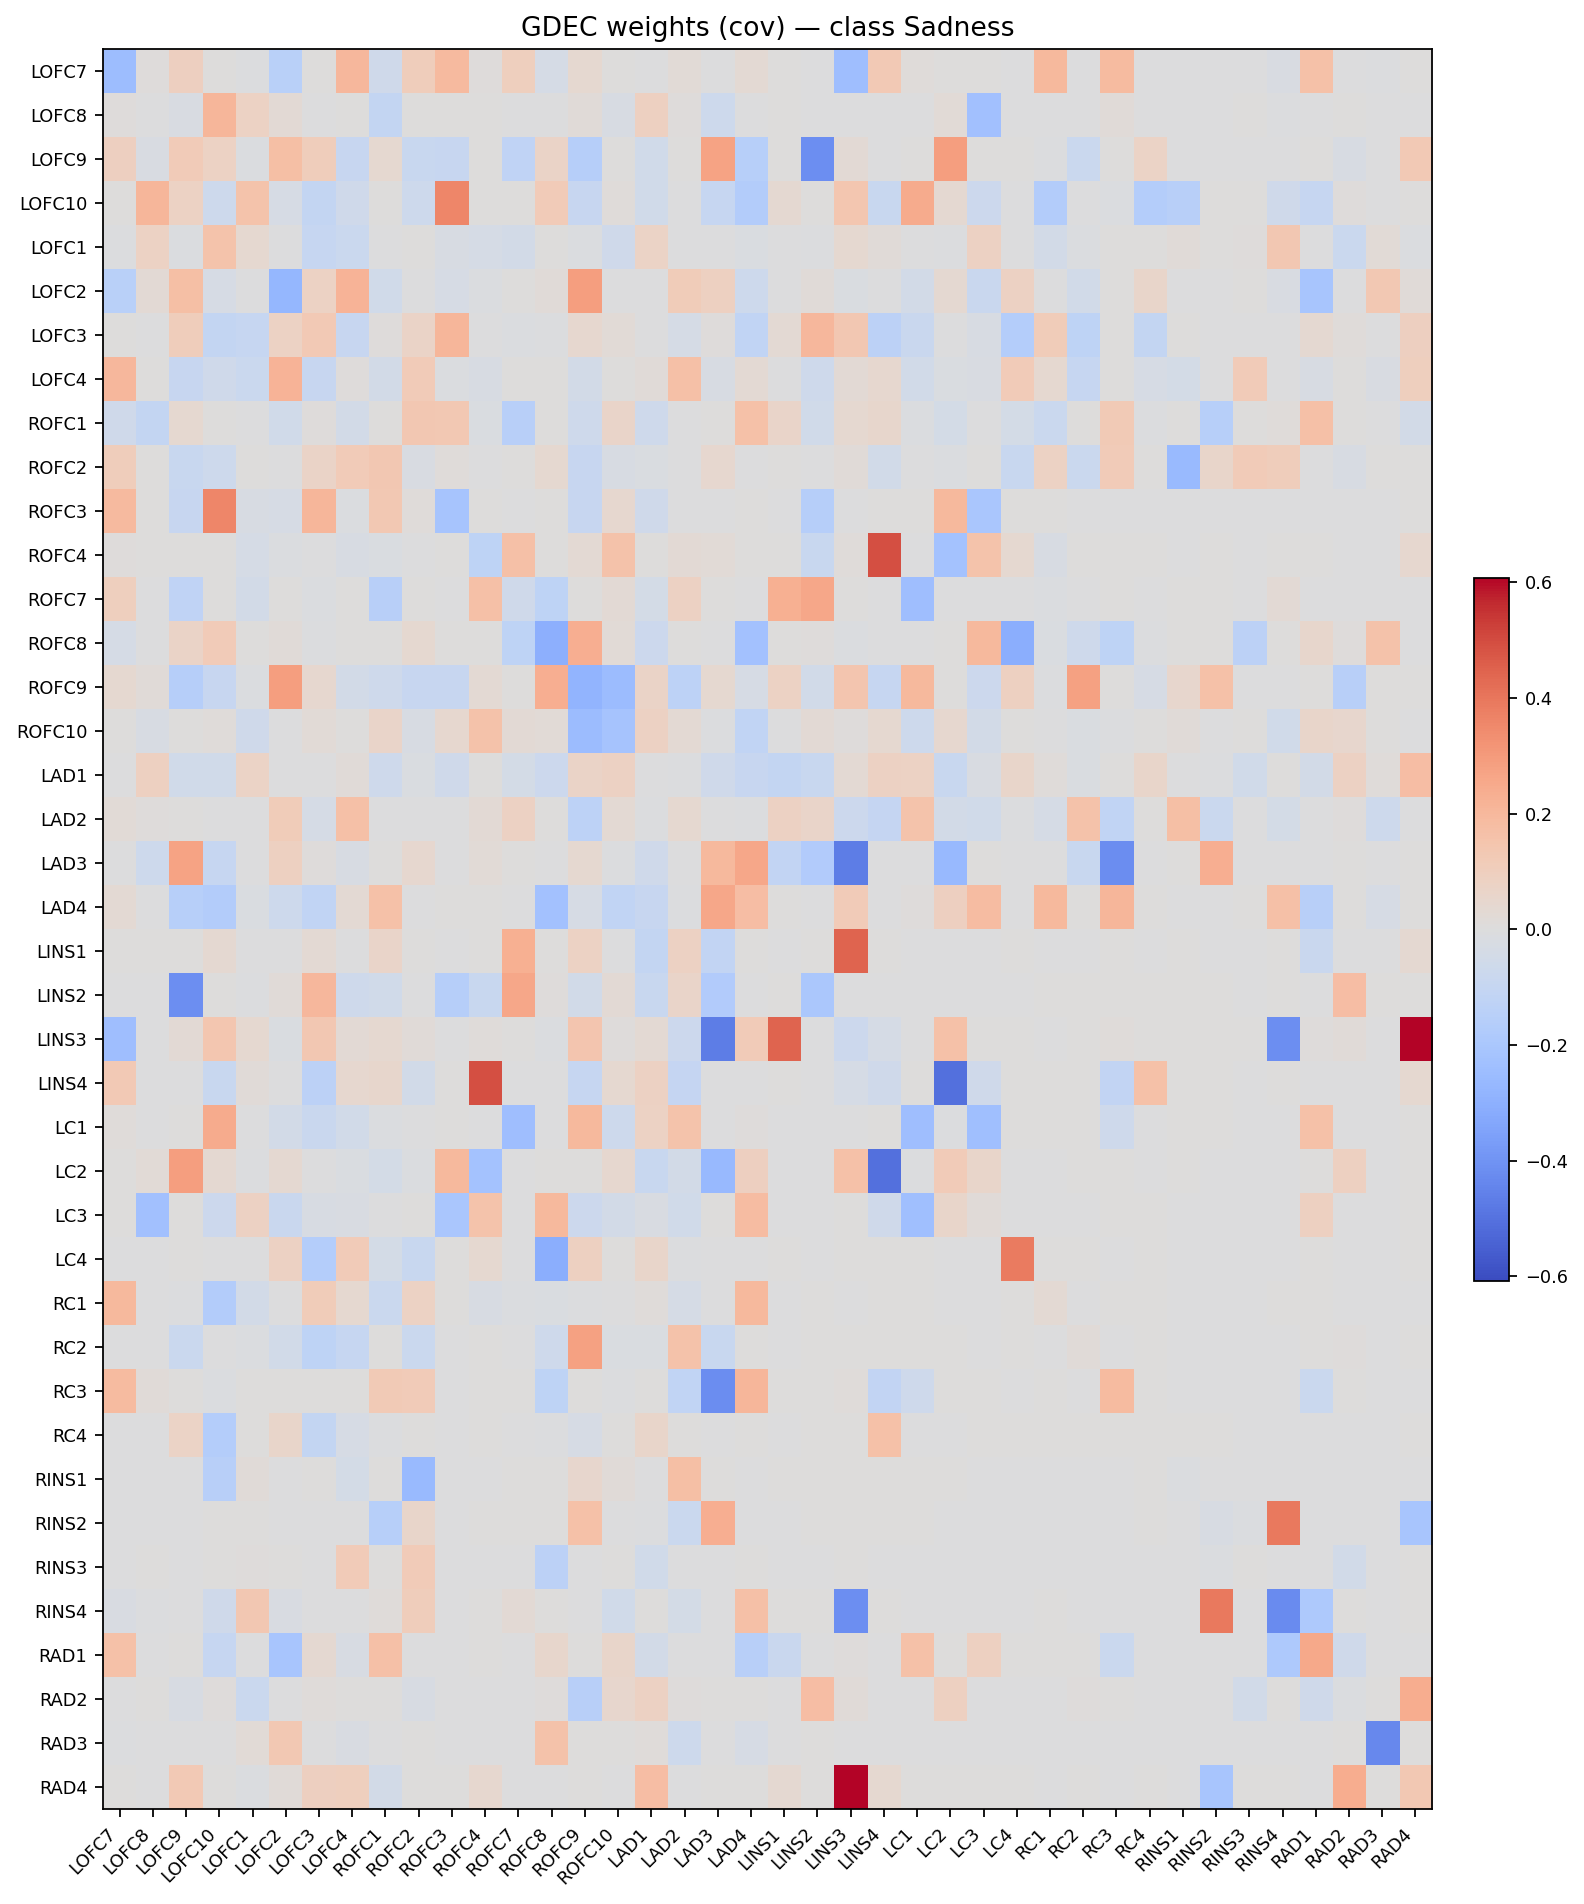 GDEC weights (cov) — class Sadness
LOFC7
LOFC8
LOFC9
LOFC10
LOFC1
LOFC2
LOFC3
LOFC4
ROFC1
ROFC2
ROFC3
ROFC4
ROFC7
ROFC8
ROFC9
ROFC10
LAD1
LAD2
LAD3
LAD4
LINS1
LINS2
LINS3
LINS4
LC1
LC2
LC3
LC4
RC1
RC2
RC3
RC4
RINS1
RINS2
RINS3
RINS4
RAD1
RAD2
RAD3
RAD4
LOFC7
LOFC8
LOFC9
LOFC10
LOFC1
LOFC2
LOFC3
LOFC4
ROFC1
ROFC2
ROFC3
ROFC4
ROFC7
ROFC8
ROFC9
ROFC10
LAD1
LAD2
LAD3
LAD4
LINS1
LINS2
LINS3
LINS4
LC1
LC2
LC3
LC4
RC1
RC2
RC3
RC4
RINS1
RINS2
RINS3
RINS4
RAD1
RAD2
RAD3
RAD4
0.6
0.4
0.2
0.0
−0.2
−0.4
−0.6